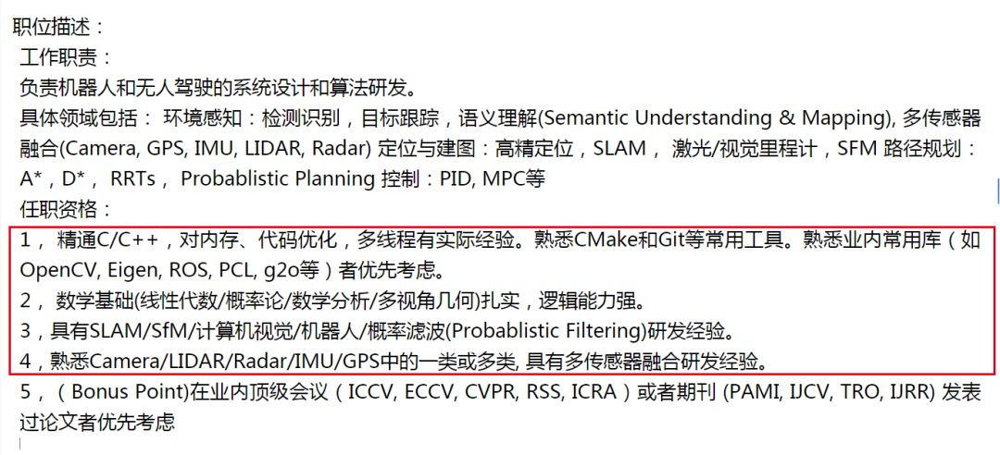 职位描述：
工作职责：
负责机器人和无人驾驶的系统设计和算法研发。
具体领域包括： 环境感知：检测识别，目标跟踪，语义理解(Semantic Understanding & Mapping), 多传感器
融合(Camera, GPS, IMU, LIDAR, Radar) 定位与建图：高精定位，SLAM， 激光/视觉里程计，SFM 路径规划：
A*，D*， RRTs， Probablistic Planning 控制：PID, MPC等
任职资格：
1， 精通C/C++，对内存、代码优化，多线程有实际经验。熟悉CMake和Git等常用工具。熟悉业内常用库（如
OpenCV, Eigen, ROS, PCL, g2o等）者优先考虑。
2， 数学基础(线性代数/概率论/数学分析/多视角几何)扎实，逻辑能力强。
3，具有SLAM/SfM/计算机视觉/机器人/概率滤波(Probablistic Filtering)研发经验。
4，熟悉Camera/LIDAR/Radar/IMU/GPS中的一类或多类, 具有多传感器融合研发经验。
5，（Bonus Point)在业内顶级会议（ICCV, ECCV, CVPR, RSS, ICRA）或者期刊 (PAMI, IJCV, TRO, IJRR) 发表
过论文者优先考虑